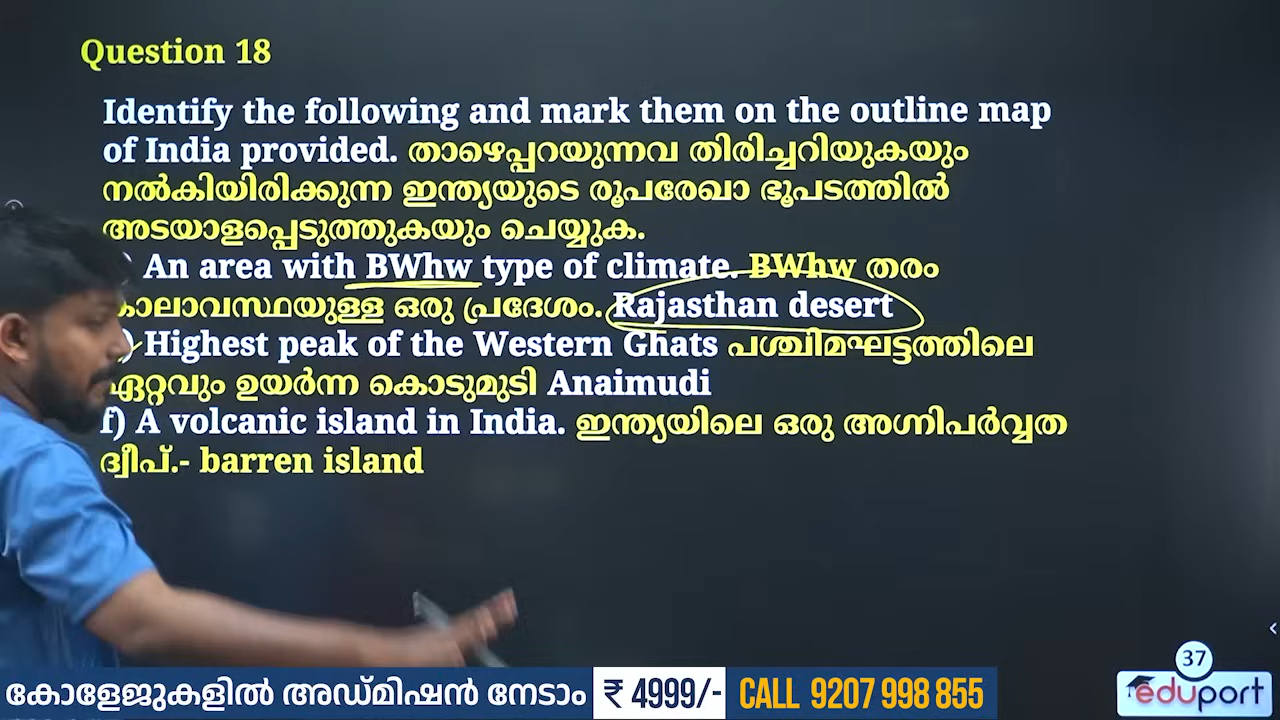 Question 18
Identify the following and mark them on the outline map
of India provided. താഴെപ്പറയുന്നവ തിരിച്ചറിയുകയും
നൽകിയിരിക്കുന്ന ഇന്ത്യയുടെ രൂപരേഖാ ഭൂപടത്തിൽ
അടയാളപ്പെടുത്തുകയും ചെയ്യുക.
) An area with BWhw type of climate. BWhw തരം
കാലാവസ്ഥയുള്ള ഒരു പ്രദേശം. Rajasthan desert
) Highest peak of the Western Ghats പശ്ചിമഘട്ടത്തിലെ
ഏറ്റവും ഉയർന്ന കൊടുമുടി Anaimudi
f) A volcanic island in India. ഇന്ത്യയിലെ ഒരു അഗ്നിപർവ്വത
ദ്വീപ്.- barren island
37
eduport
കോളേജുകളിൽ അഡ്മിഷൻ നേടാം ₹ 4999/- CALL 9207 998 855